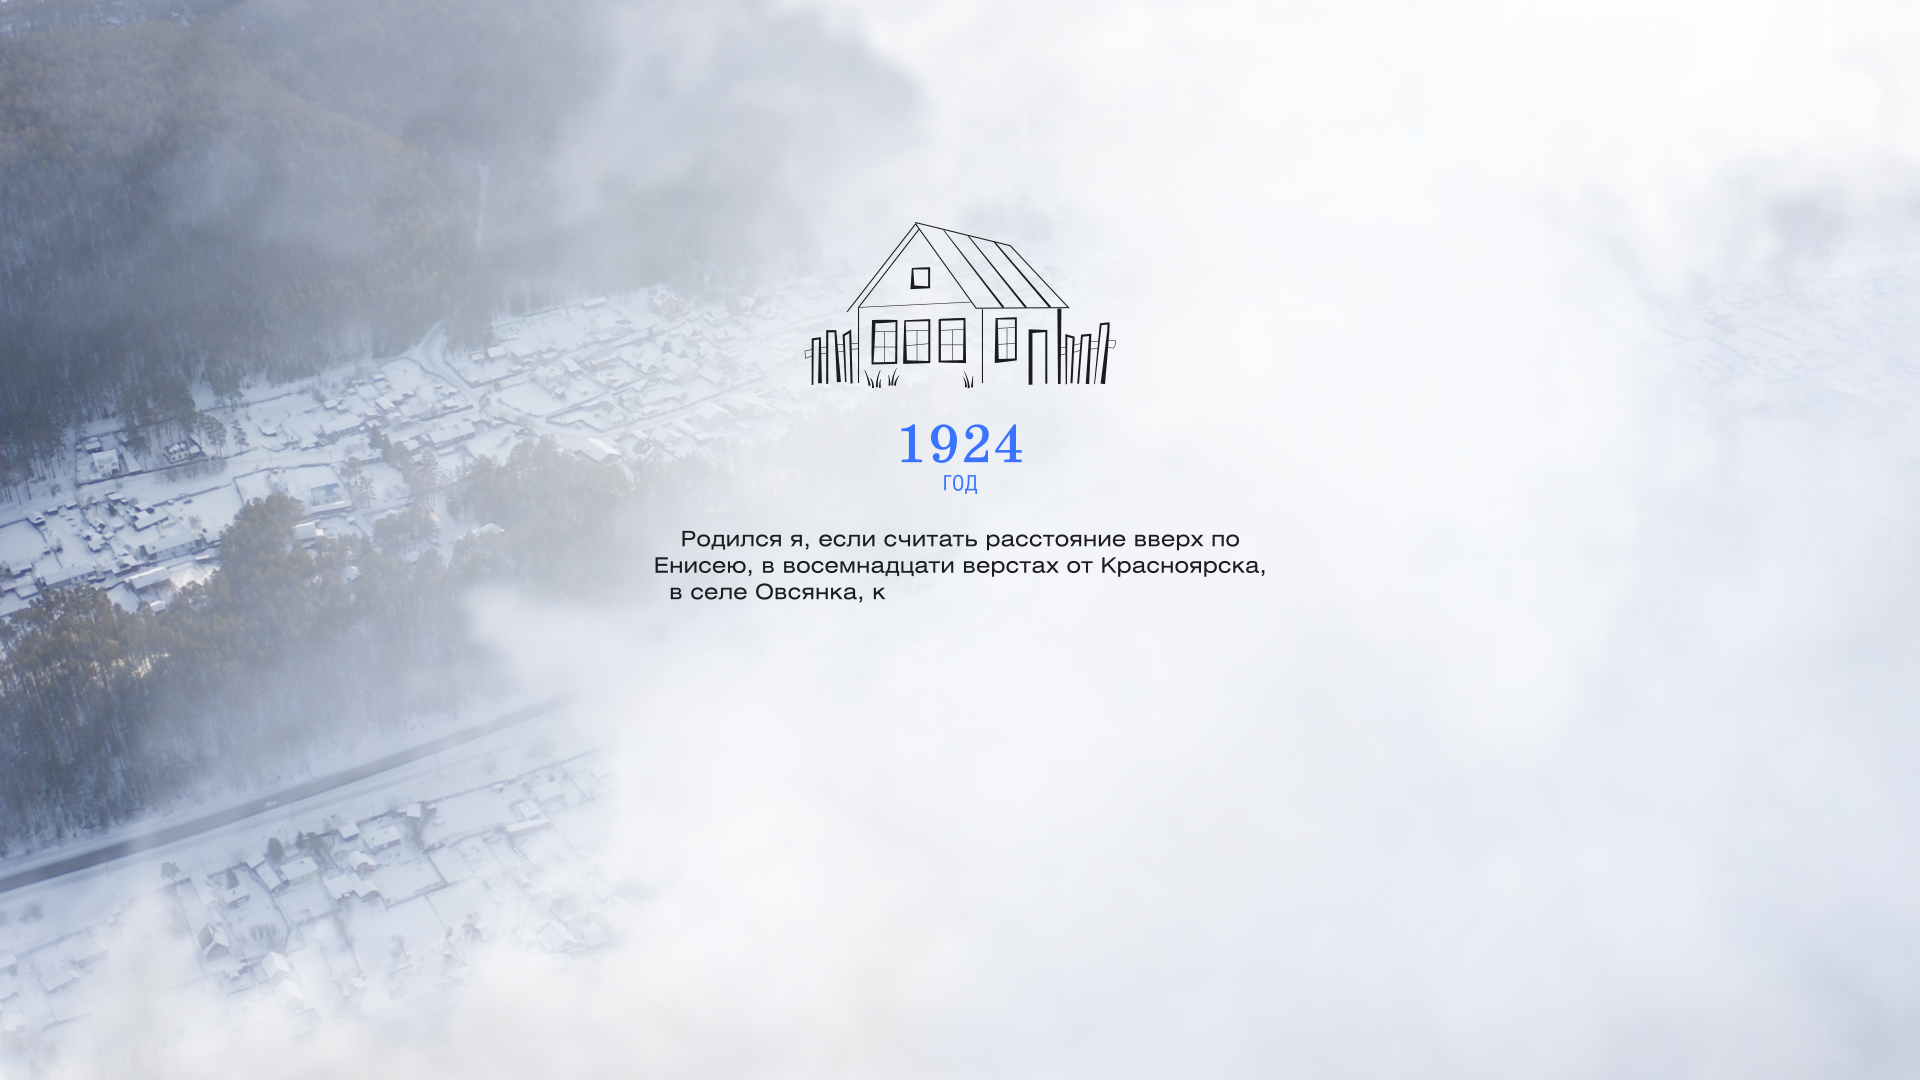 1924
ГОД
Родился я, если считать расстояние вверх по
Енисею, в восемнадцати верстах от Красноярска,
в селе Овсянка, к